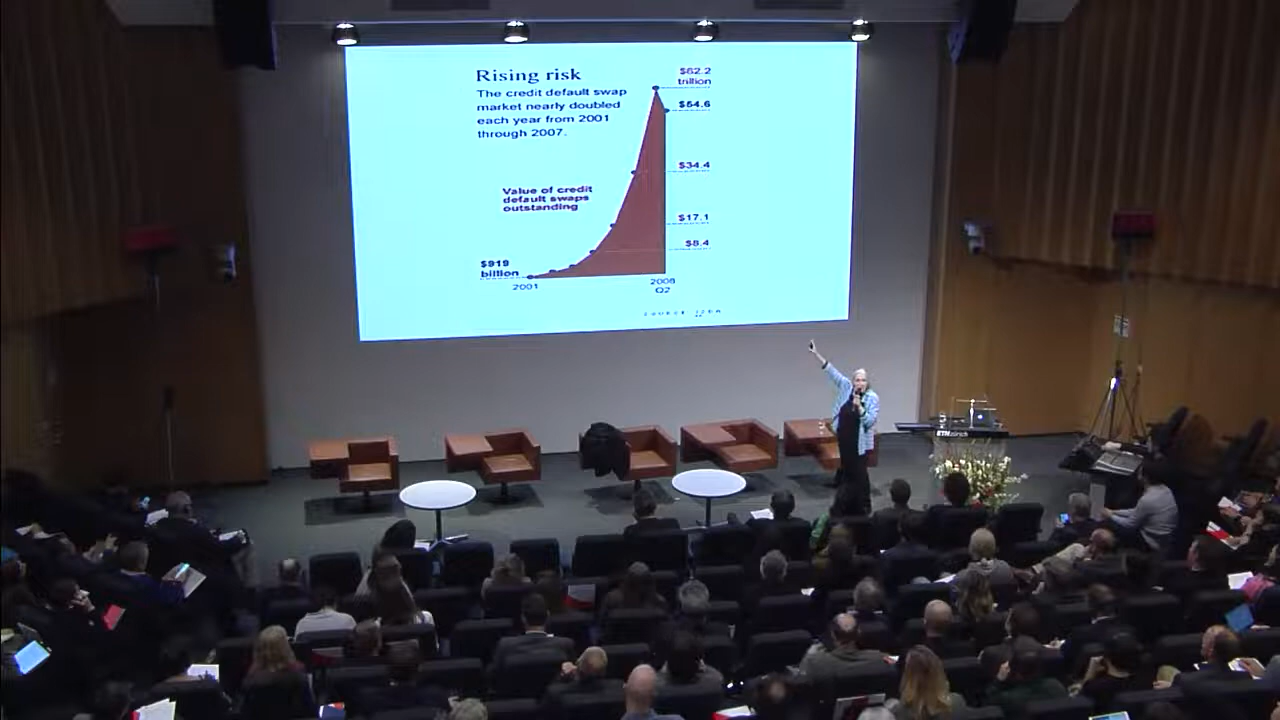 Rising risk
The credit default swap
market nearly doubled
each year from 2001
through 2007.
$62.2
trillion
$54.6
$34.4
Value of credit
default swaps
outstanding
$17.1
$8.4
$919
billion
2001
2008
Q2
ETHzürich